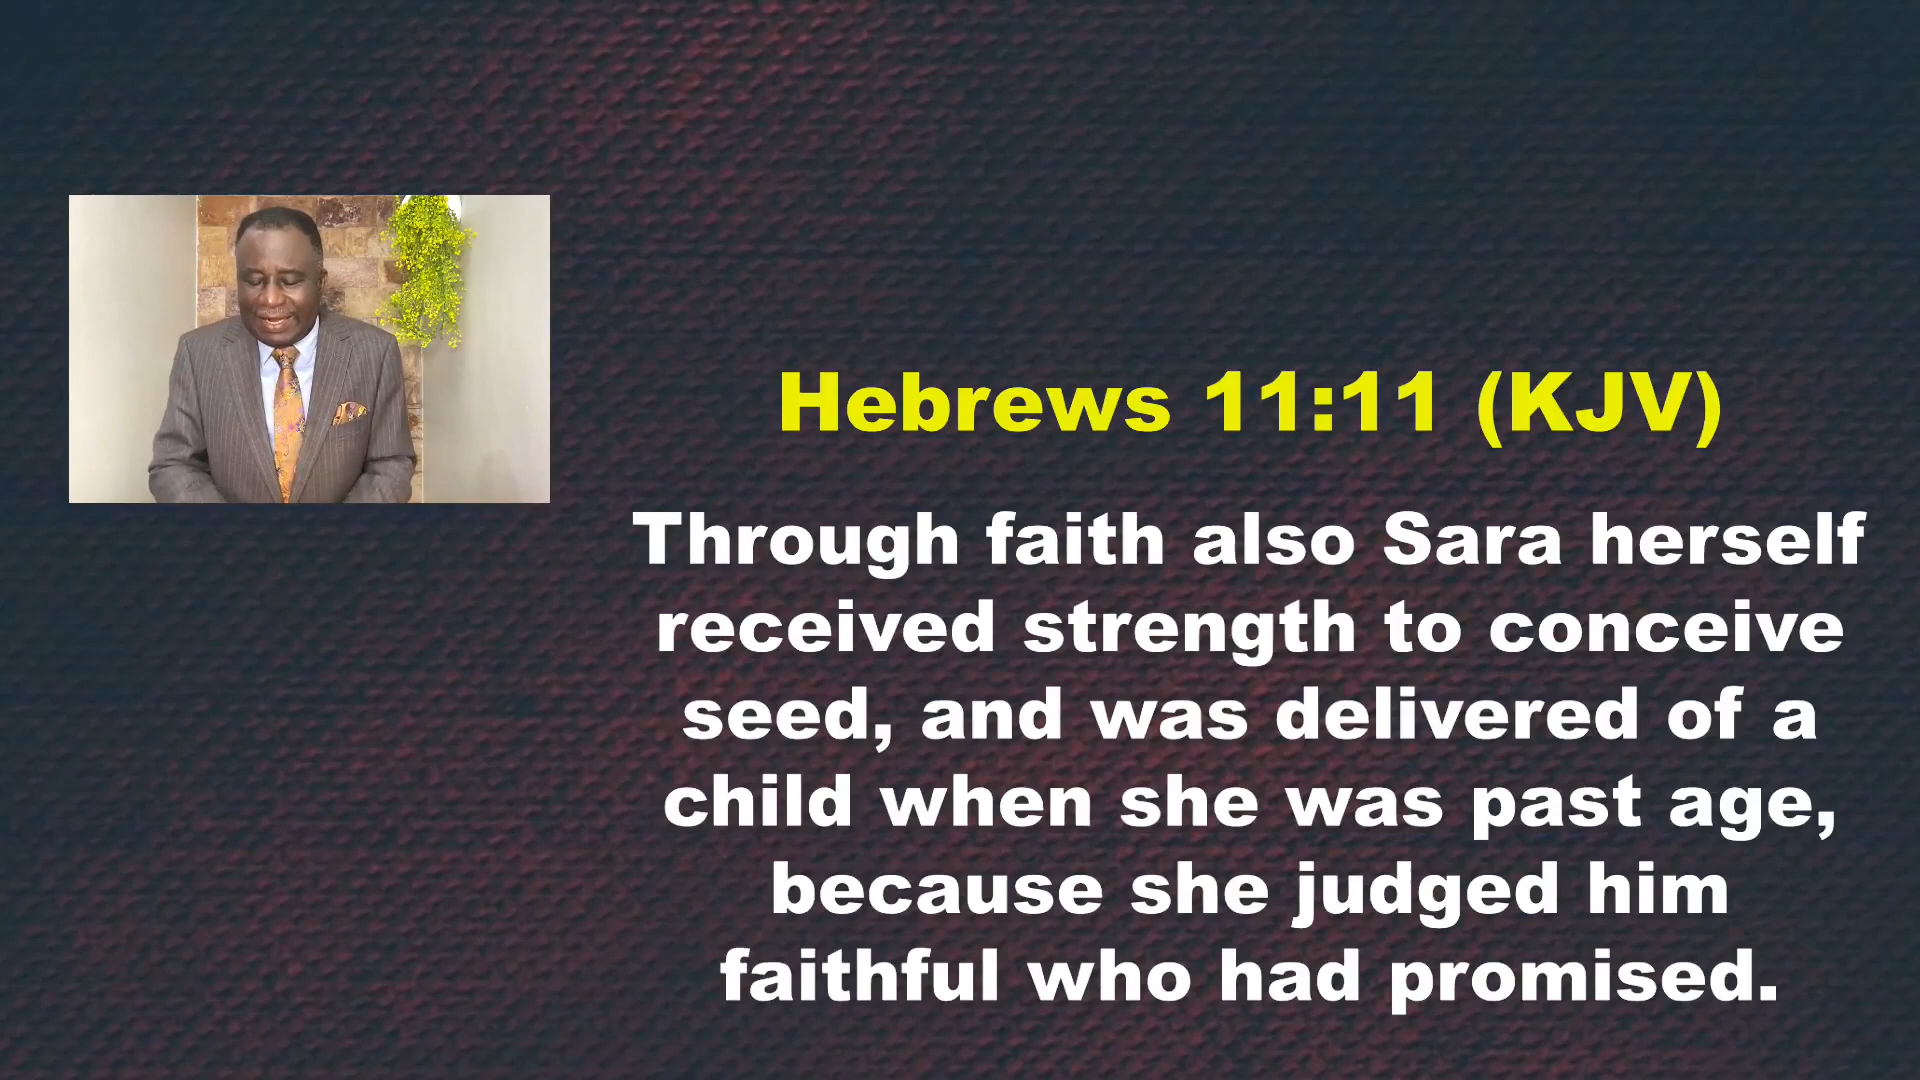 Hebrews 11:11 (KJV)
Through faith also Sara herself
received strength to conceive
seed, and was delivered of a
child when she was past age,
because she judged him
faithful who had promised.